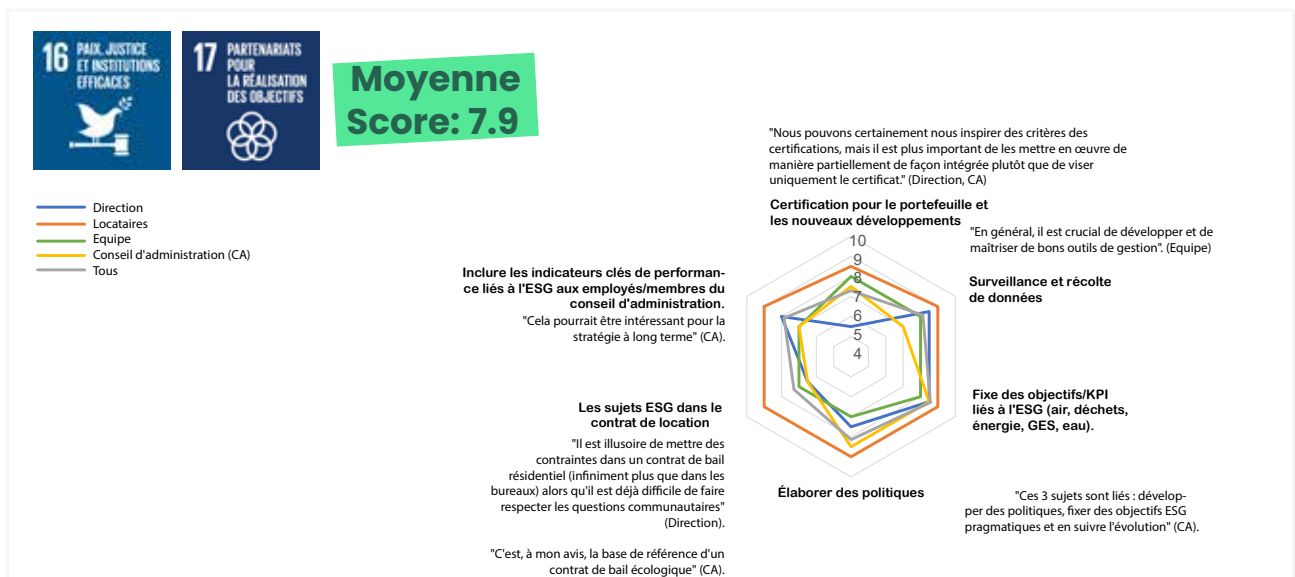 16 PAIX, JUSTICE
ET INSTITUTIONS
EFFICACES
17 PARTENARIATS
POUR
LA RÉALISATION
DES OBJECTIFS
Moyenne
Score: 7.9
Direction
Locataires
Equipe
Conseil d'administration (CA)
Tous
"Nous pouvons certainement nous inspirer des critères des
certifications, mais il est plus important de les mettre en œuvre de
manière partiellement de façon intégrée plutôt que de viser
uniquement le certificat." (Direction, CA)
Certification pour le portefeuille et
les nouveaux développements
"En général, il est crucial de développer et de
maîtriser de bons outils de gestion". (Equipe)
10
9
8
7
6
5
4
Surveillance et récolte
de données
Inclure les indicateurs clés de performan-
ce liés à l'ESG aux employés/membres du
conseil d'administration.
"Cela pourrait être intéressant pour la
stratégie à long terme" (CA).
Fixe des objectifs/KPI
liés à l'ESG (air, déchets,
énergie, GES, eau).
Les sujets ESG dans le
contrat de location
"Il est illusoire de mettre des
contraintes dans un contrat de bail
résidentiel (infiniment plus que dans les
bureaux) alors qu'il est déjà difficile de faire
respecter les questions communautaires"
(Direction).
"C'est, à mon avis, la base de référence d'un
contrat de bail écologique" (CA).
Élaborer des politiques
"Ces 3 sujets sont liés : dévelop-
per des politiques, fixer des objectifs ESG
pragmatiques et en suivre l'évolution" (CA).